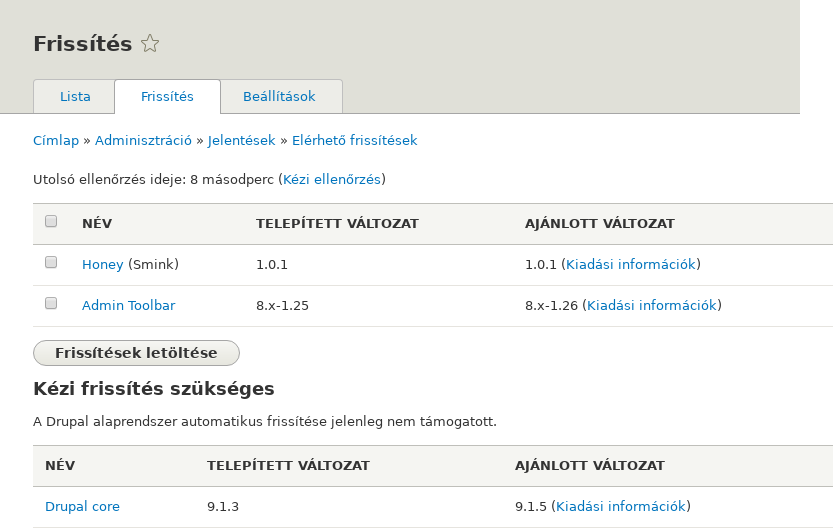 Frissítés
Lista Frissítés Beállítások
Címlap » Adminisztráció » Jelentések » Elérhető frissítések
Utolsó ellenőrzés ideje: 8 másodperc (Kézi ellenőrzés)
NÉV TELEPÍTETT VÁLTOZAT AJÁNLOTT VÁLTOZAT
Honey (Smink) 1.0.1 1.0.1 (Kiadási információk)
Admin Toolbar 8.x-1.25 8.x-1.26 (Kiadási információk)
Frissítések letöltése
Kézi frissítés szükséges
A Drupal alaprendszer automatikus frissítése jelenleg nem támogatott.
NÉV TELEPÍTETT VÁLTOZAT AJÁNLOTT VÁLTOZAT
Drupal core 9.1.3 9.1.5 (Kiadási információk)